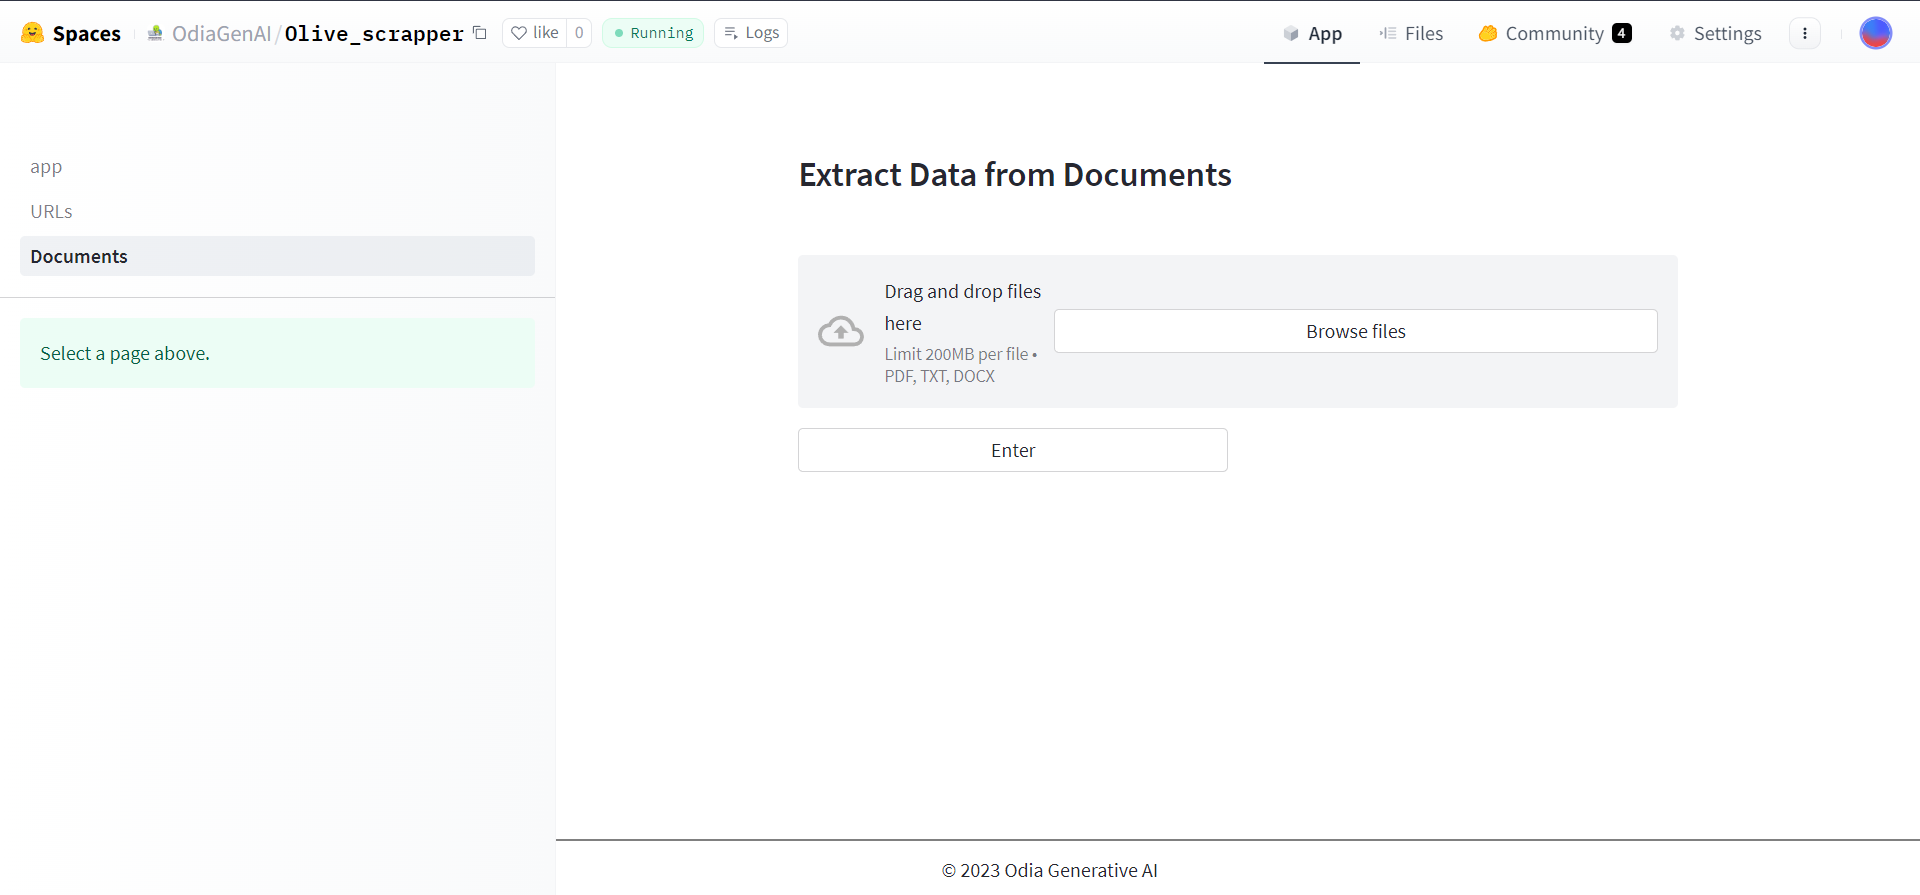 Spaces OdiaGenAI/Olive_scrapper like 0 Running Logs App Files Community 4 Settings
app
URLs
Documents
Select a page above.
Extract Data from Documents
Drag and drop files
here
Limit 200MB per file •
PDF, TXT, DOCX
Browse files
Enter
© 2023 Odia Generative AI